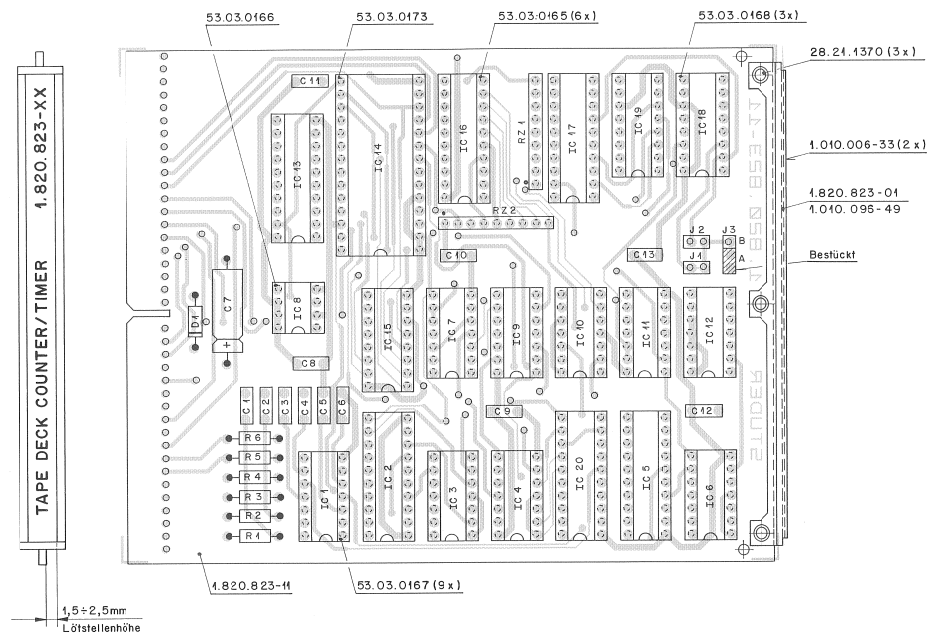 53.03.0166
53.03.0173
53.03.0165 (6x)
53.03.0168 (3x)
28.21.1370 (3x)
1.010.006-33 (2x)
1.820.823-01
1.010.096-49
Bestückt
TAPE DECK COUNTER/TIMER 1.820.823-XX
C11
IC13
IC14
IC16
RZ1
IC17
IC19
IC18
RZ2
J2
J3
B
C10
C13
J1
A
D1
C7
+
IC8
IC15
IC7
IC9
IC10
IC11
IC12
C8
C1
C2
C3
C4
C5
C6
C9
C12
STUDER
R6
R5
R4
R3
R2
R1
IC1
IC2
IC3
IC4
IC20
IC5
IC6
1.820.823-11
53.03.0167 (9x)
1,5÷2,5mm
Lötstellenhöhe